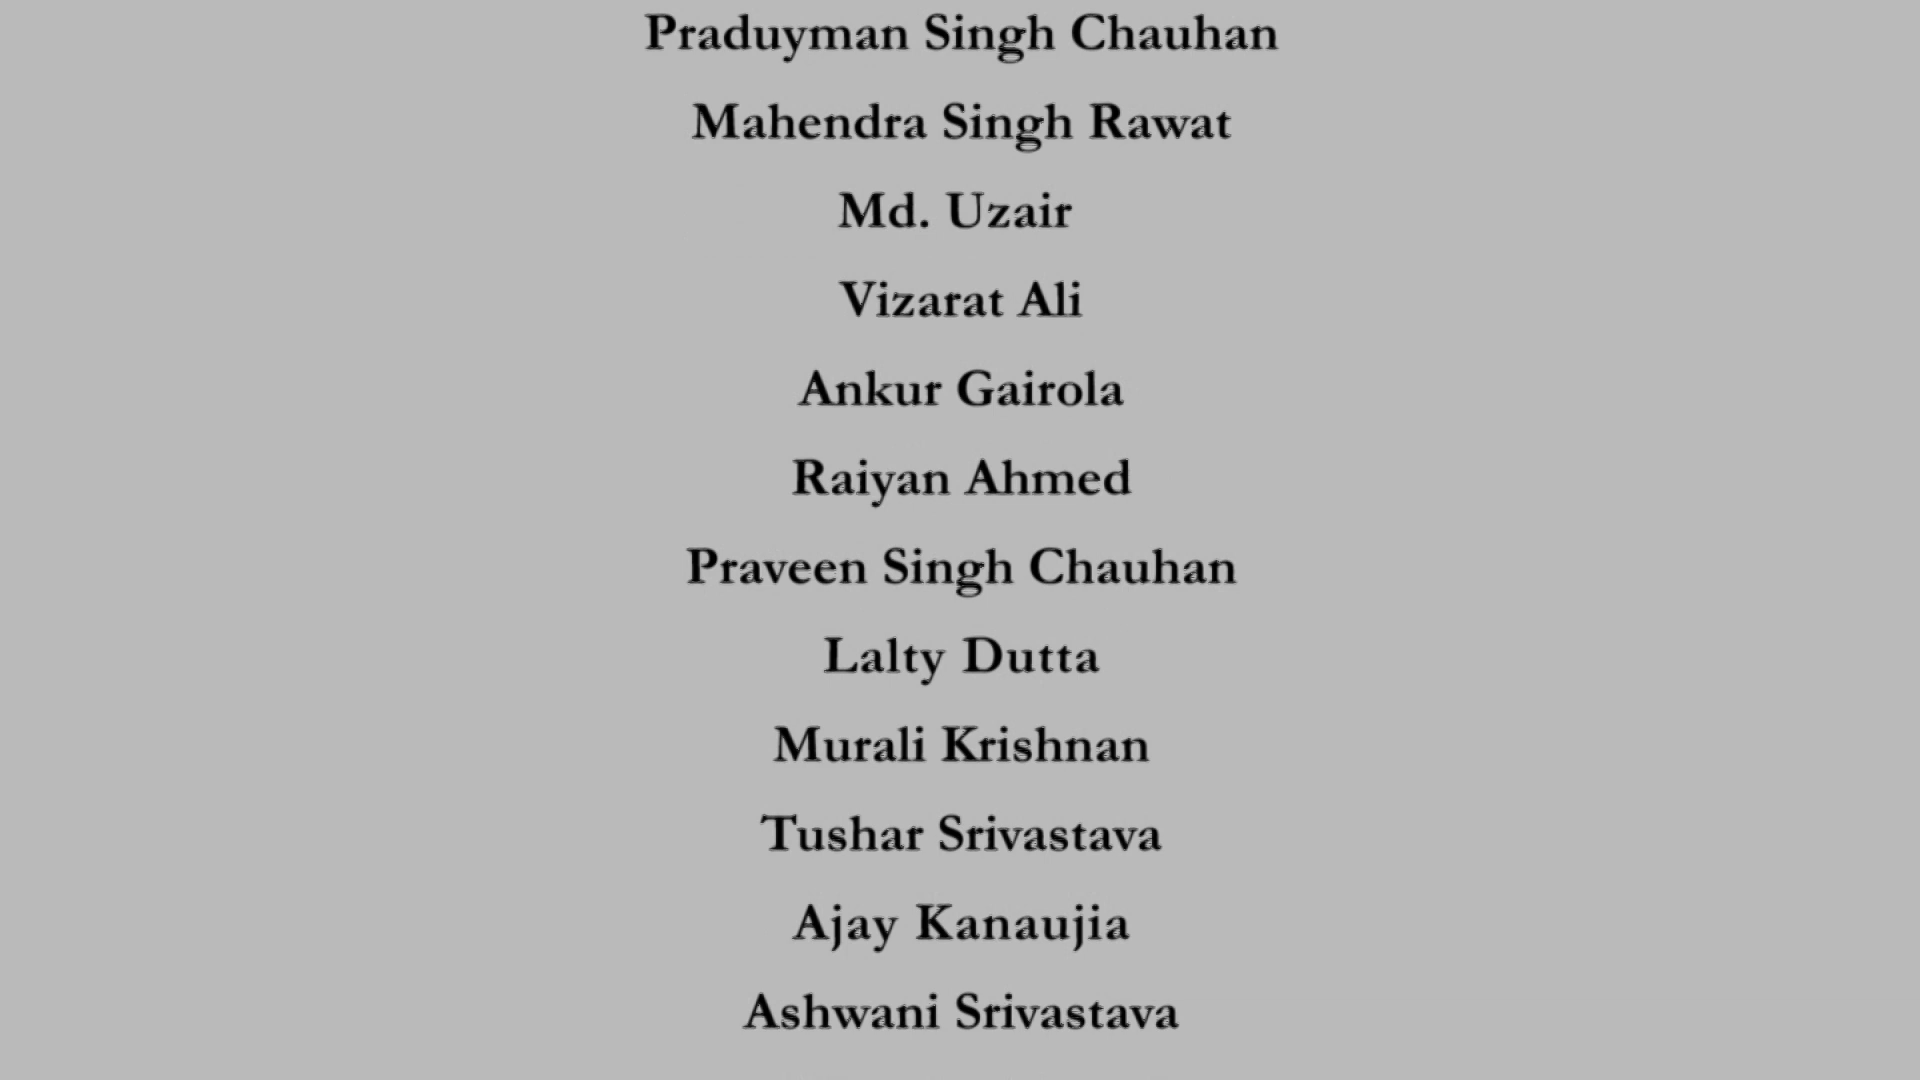 Praduyman Singh Chauhan
Mahendra Singh Rawat
Md. Uzair
Vizarat Ali
Ankur Gairola
Raiyan Ahmed
Praveen Singh Chauhan
Lalty Dutta
Murali Krishnan
Tushar Srivastava
Ajay Kanaujia
Ashwani Srivastava